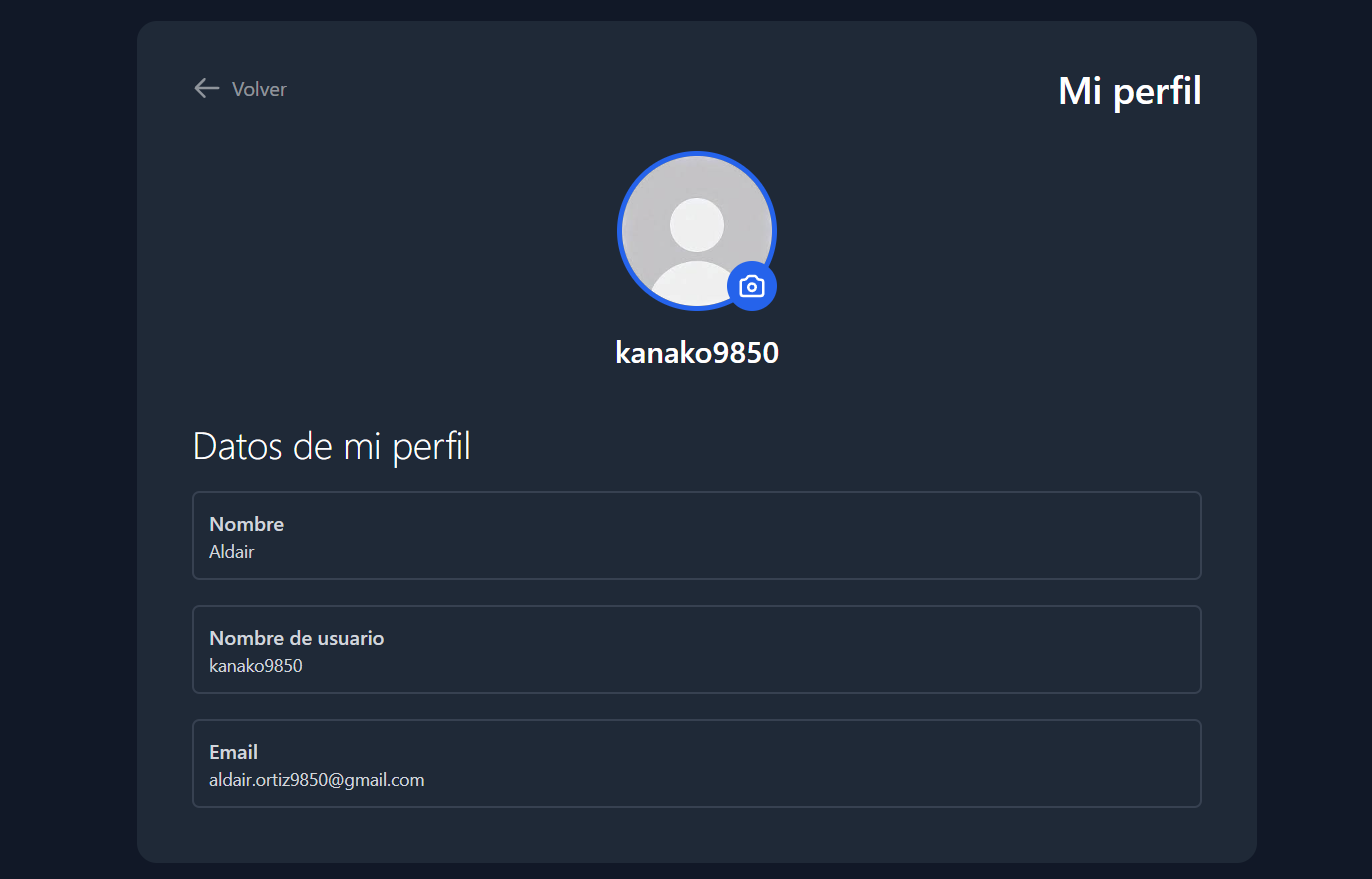 Volver
Mi perfil
kanako9850
Datos de mi perfil
Nombre
Aldair
Nombre de usuario
kanako9850
Email
aldair.ortiz9850@gmail.com